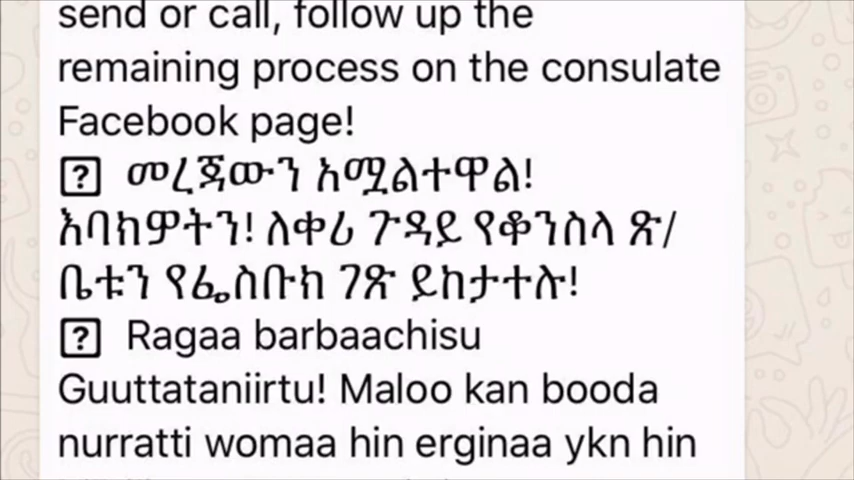 send or call, follow up the
remaining process on the consulate
Facebook page!
መረጃውን አሟልተዋል!
እባክዎትን! ለቀሪ ጉዳይ የቆንስላ ጽ/
ቤቱን የፌስቡክ ገጽ ይከታተሉ!
Ragaa barbaachisu
Guuttataniirtu! Maloo kan booda
nurratti womaa hin erginaa ykn hin